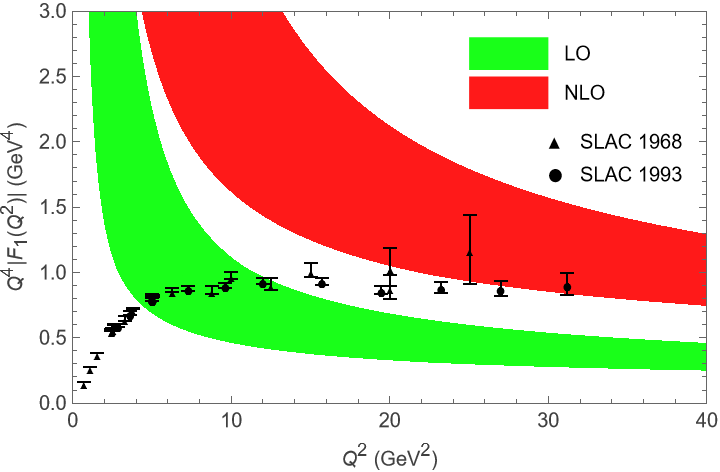 3.0
2.5
2.0
1.5
1.0
0.5
0.0
Q⁴|F₁(Q²)| (GeV⁴)
LO
NLO
SLAC 1968
SLAC 1993
0 10 20 30 40
Q² (GeV²)